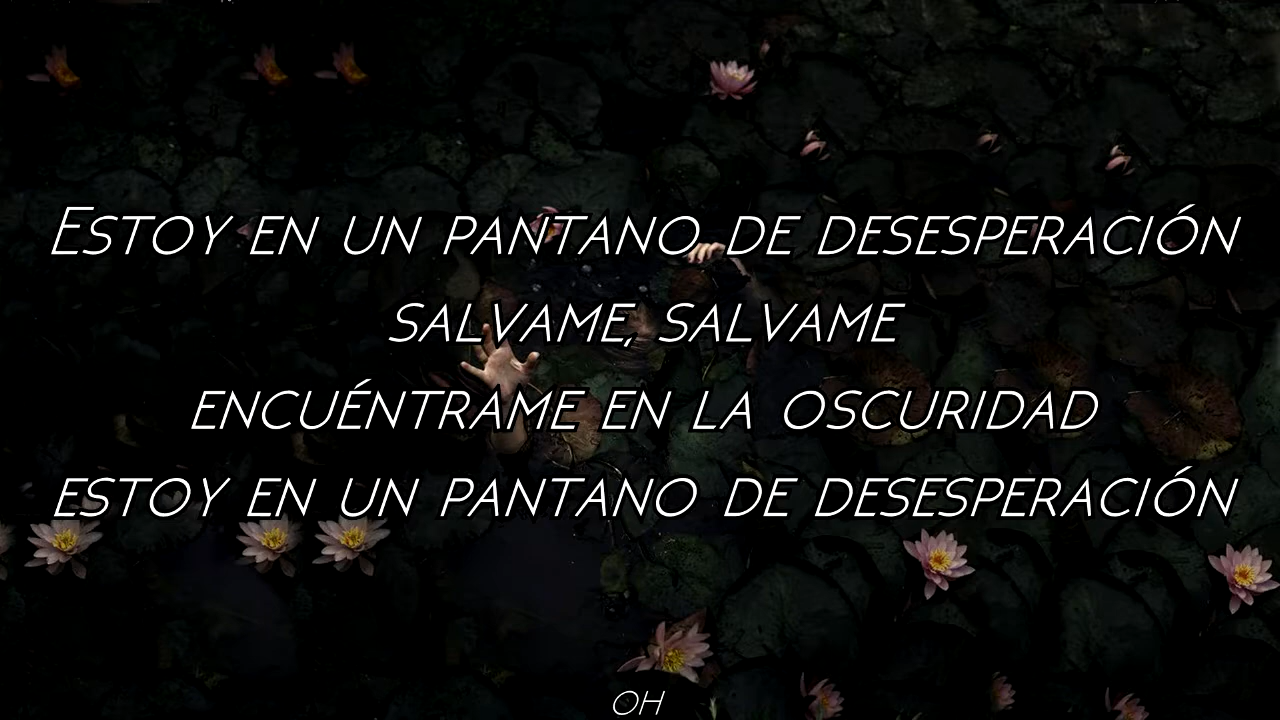 Estoy en un pantano de desesperación
salvame, salvame
encuéntrame en la oscuridad
estoy en un pantano de desesperación
oh